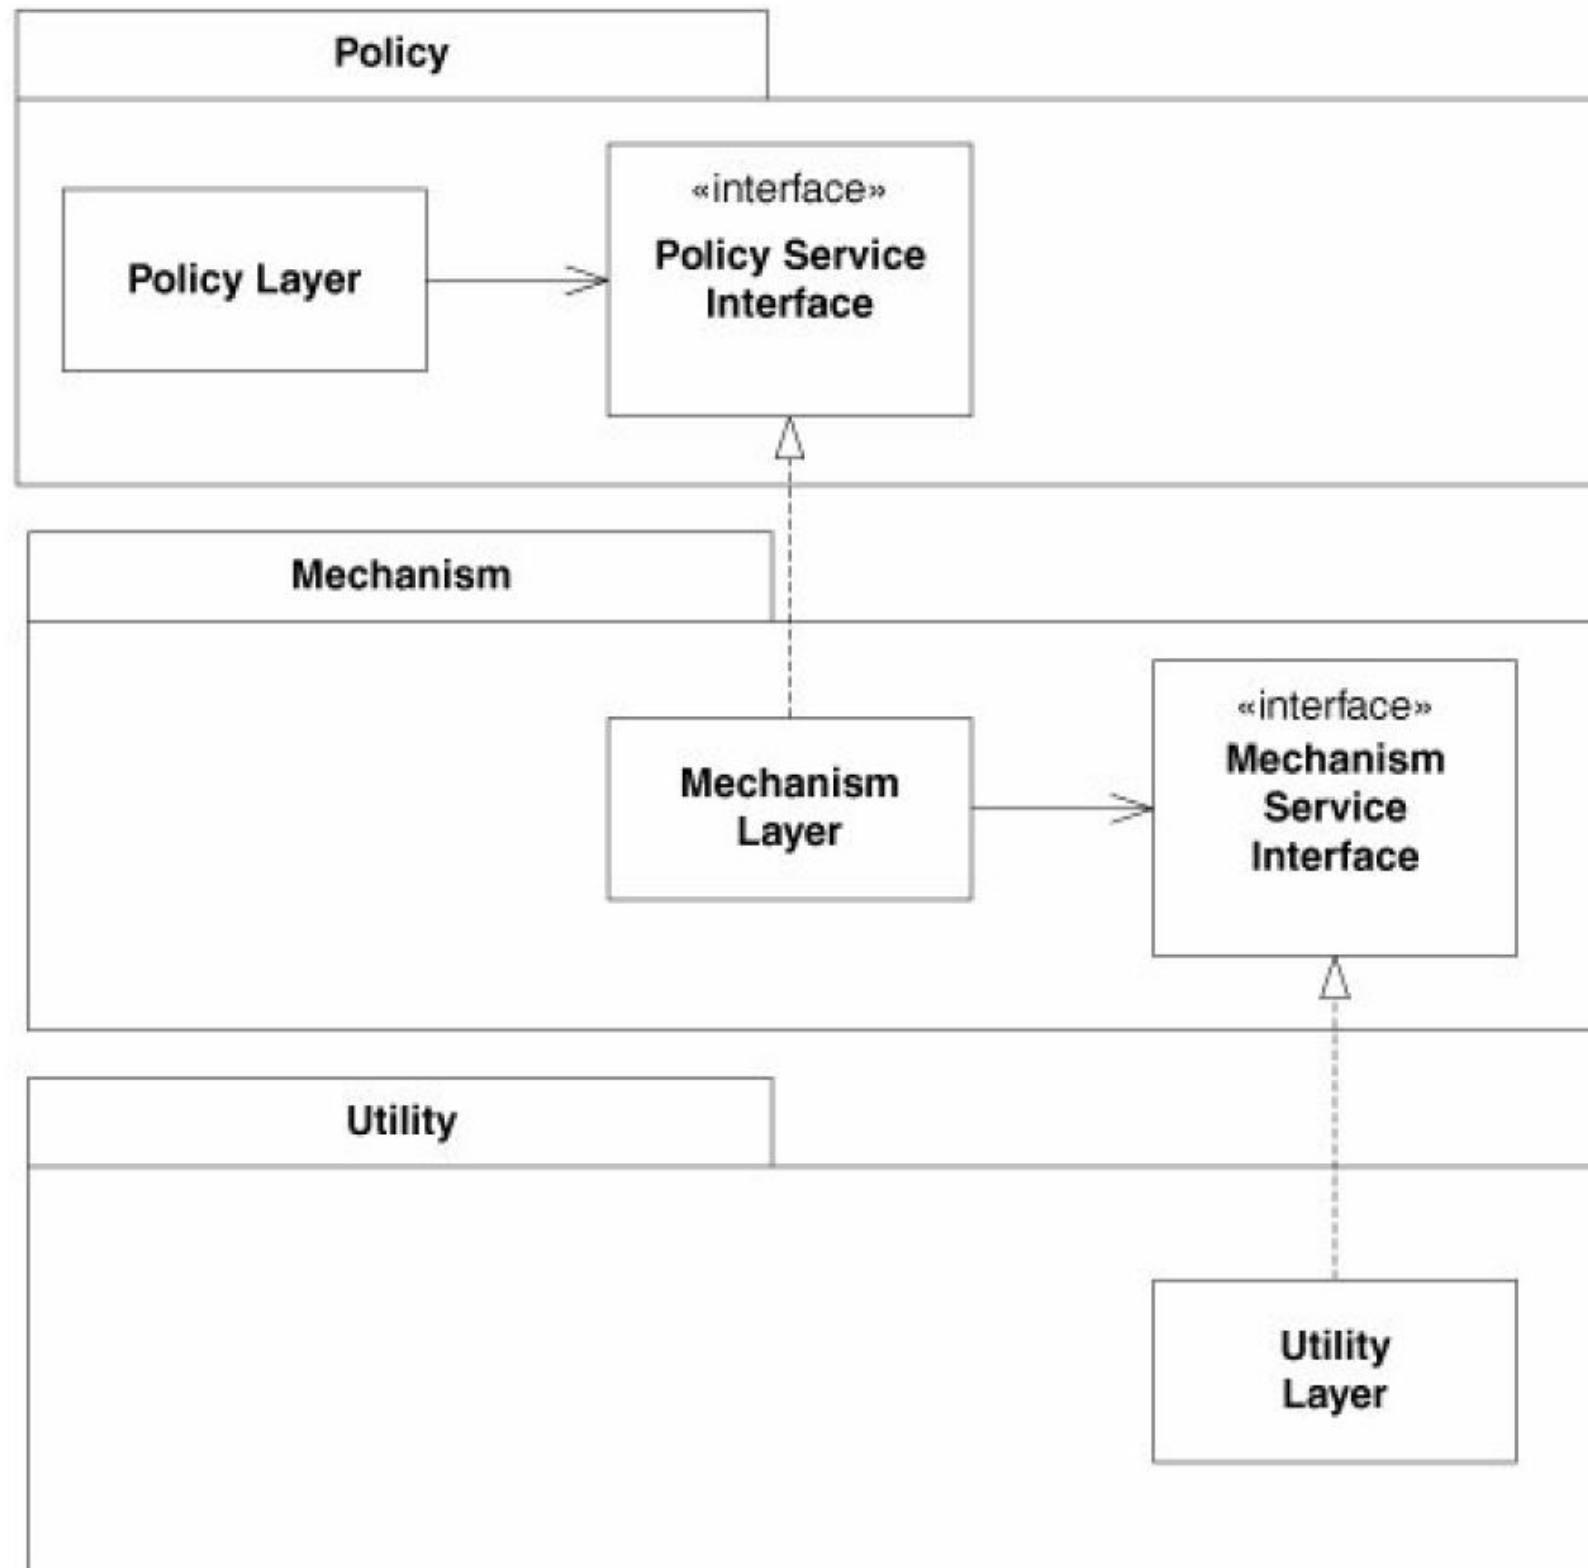 Policy
«interface»
Policy Service
Interface
Policy Layer
Mechanism
«interface»
Mechanism
Service
Interface
Mechanism
Layer
Utility
Utility
Layer